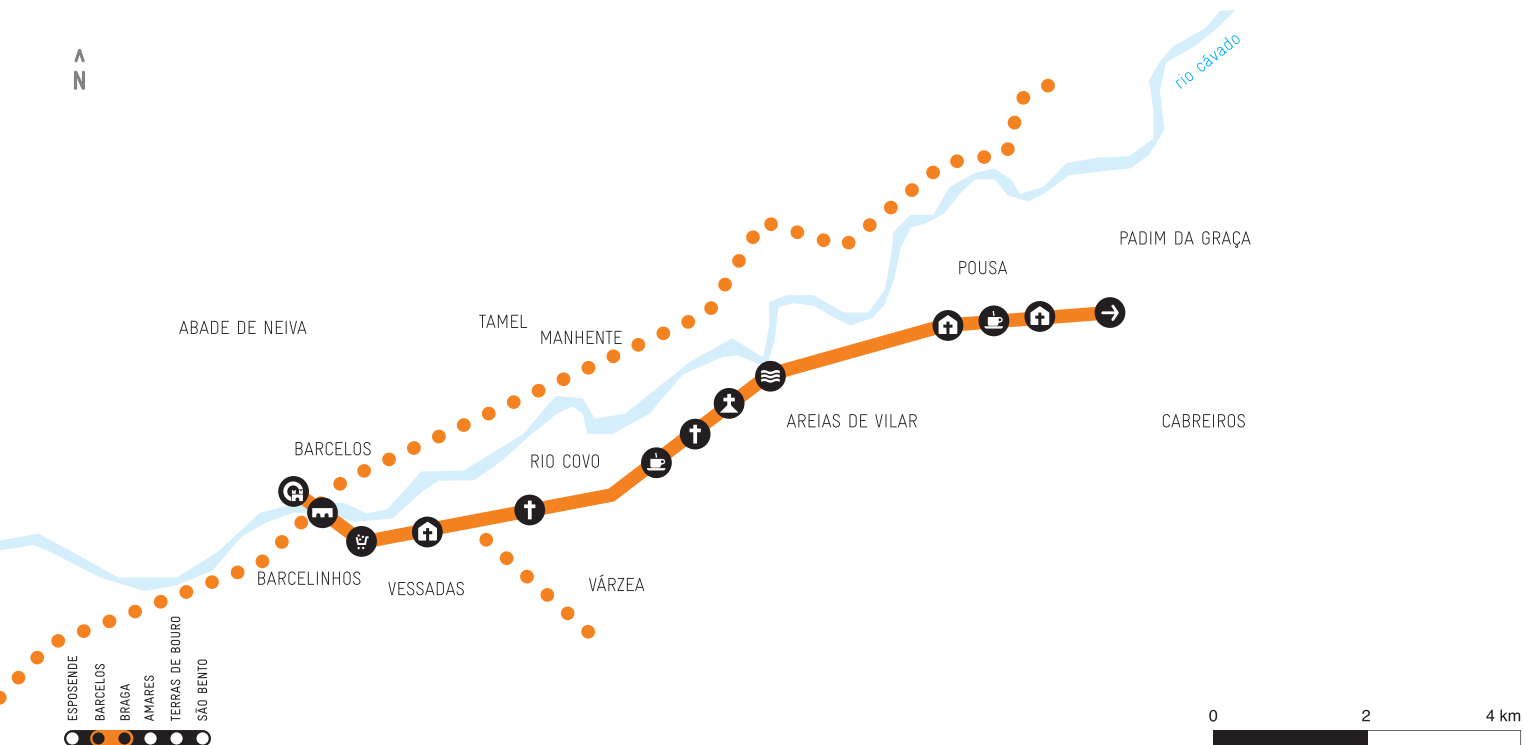 N
rio cávado
PADIM DA GRAÇA
POUSA
ABADE DE NEIVA
TAMEL
MANHENTE
AREIAS DE VILAR
CABREIROS
BARCELOS
RIO COVO
BARCELINHOS
VESSADAS
VÁRZEA
ESPOSENDE
BARCELOS
BRAGA
AMARES
TERRAS DE BOURO
SÃO BENTO
0 2 4 km